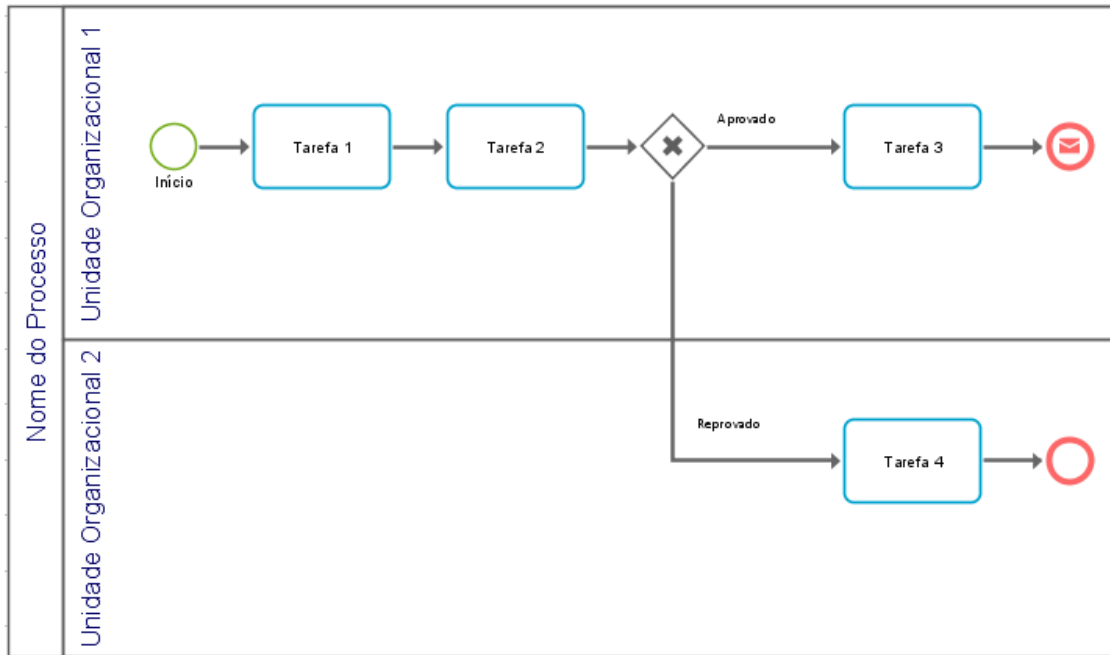 Nome do Processo
Unidade Organizacional 1
Início
Tarefa 1
Tarefa 2
Aprovado
Tarefa 3
Unidade Organizacional 2
Reprovado
Tarefa 4